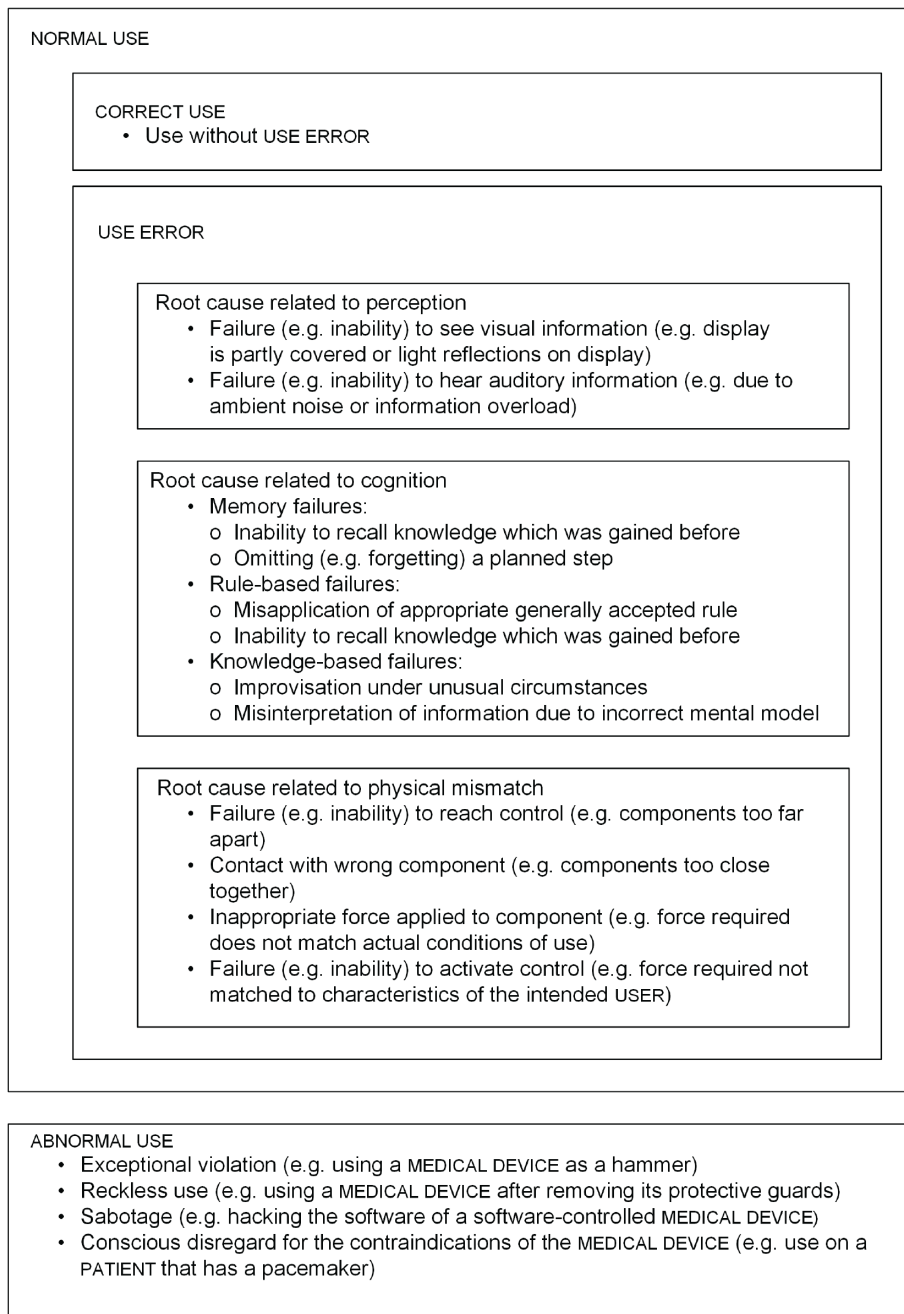 NORMAL USE
CORRECT USE
• Use without USE ERROR
USE ERROR
Root cause related to perception
• Failure (e.g. inability) to see visual information (e.g. display
is partly covered or light reflections on display)
• Failure (e.g. inability) to hear auditory information (e.g. due to
ambient noise or information overload)
Root cause related to cognition
• Memory failures:
o Inability to recall knowledge which was gained before
o Omitting (e.g. forgetting) a planned step
• Rule-based failures:
o Misapplication of appropriate generally accepted rule
o Inability to recall knowledge which was gained before
• Knowledge-based failures:
o Improvisation under unusual circumstances
o Misinterpretation of information due to incorrect mental model
Root cause related to physical mismatch
• Failure (e.g. inability) to reach control (e.g. components too far
apart)
• Contact with wrong component (e.g. components too close
together)
• Inappropriate force applied to component (e.g. force required
does not match actual conditions of use)
• Failure (e.g. inability) to activate control (e.g. force required not
matched to characteristics of the intended USER)
ABNORMAL USE
• Exceptional violation (e.g. using a MEDICAL DEVICE as a hammer)
• Reckless use (e.g. using a MEDICAL DEVICE after removing its protective guards)
• Sabotage (e.g. hacking the software of a software-controlled MEDICAL DEVICE)
• Conscious disregard for the contraindications of the MEDICAL DEVICE (e.g. use on a
PATIENT that has a pacemaker)